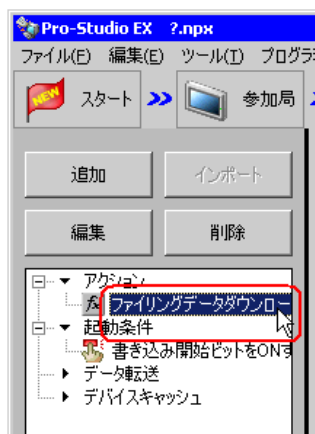 Pro-Studio EX ?.npx
ファイル(F) 編集(E) ツール(T) プログラ
NEW スタート 参加局
追加 インポート
編集 削除
アクション
fx ファイリングデータダウンロー
起動条件
書き込み開始ビットをONす
データ転送
デバイスキャッシュ